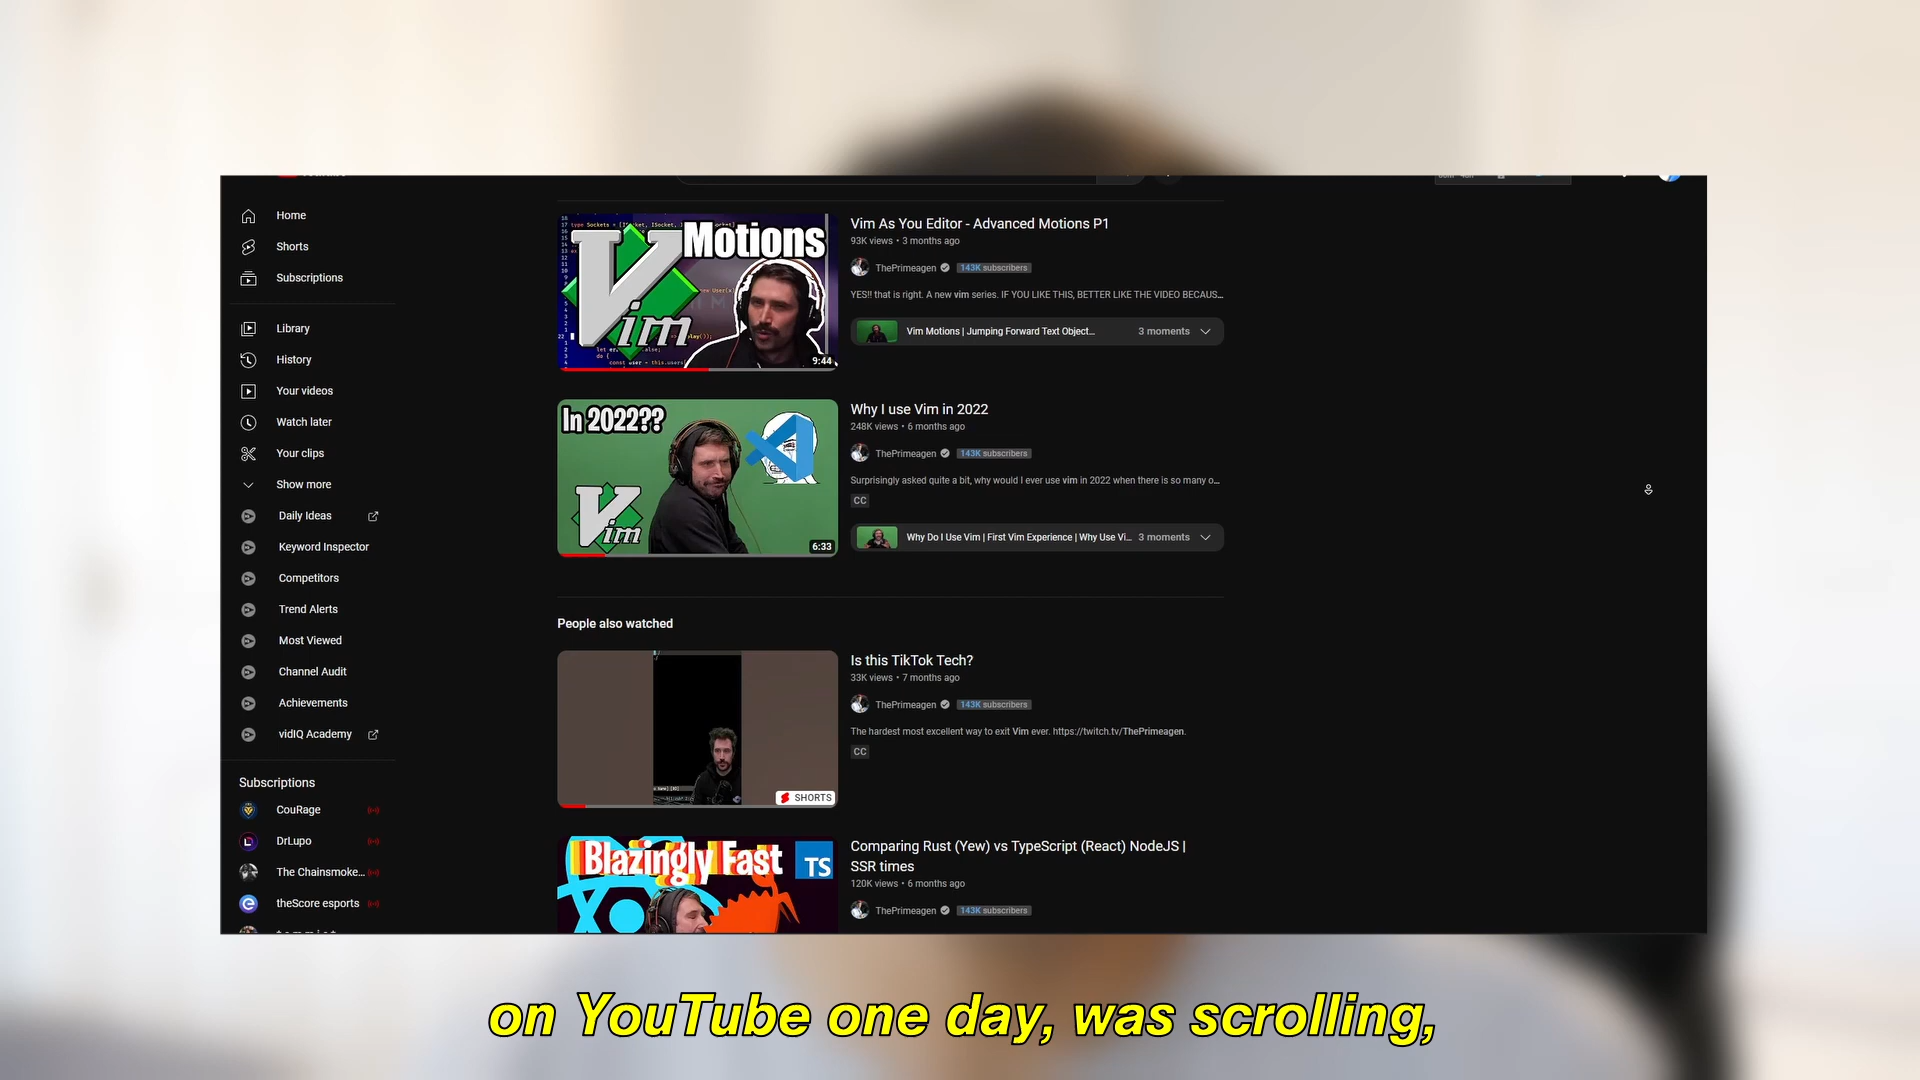 Home
Shorts
Subscriptions
Library
History
Your videos
Watch later
Your clips
Show more
Daily Ideas
Keyword Inspector
Competitors
Trend Alerts
Most Viewed
Channel Audit
Achievements
vidIQ Academy
Subscriptions
CouRage
DrLupo
The Chainsmoke...
theScore esports
Motions
Vim
9:44
Vim As You Editor - Advanced Motions P1
93K views • 3 months ago
ThePrimeagen 143K subscribers
YES!! that is right. A new vim series. IF YOU LIKE THIS, BETTER LIKE THE VIDEO BECAUS...
Vim Motions | Jumping Forward Text Object... 3 moments
In 2022??
Vim
6:33
Why I use Vim in 2022
248K views • 6 months ago
ThePrimeagen 143K subscribers
Surprisingly asked quite a bit, why would I ever use vim in 2022 when there is so many o...
CC
Why Do I Use Vim | First Vim Experience | Why Use Vi... 3 moments
People also watched
SHORTS
Is this TikTok Tech?
33K views • 7 months ago
ThePrimeagen 143K subscribers
The hardest most excellent way to exit Vim ever. https://twitch.tv/ThePrimeagen.
CC
Blazingly Fast
TS
Comparing Rust (Yew) vs TypeScript (React) NodeJS |
SSR times
120K views • 6 months ago
ThePrimeagen 143K subscribers
on YouTube one day, was scrolling,